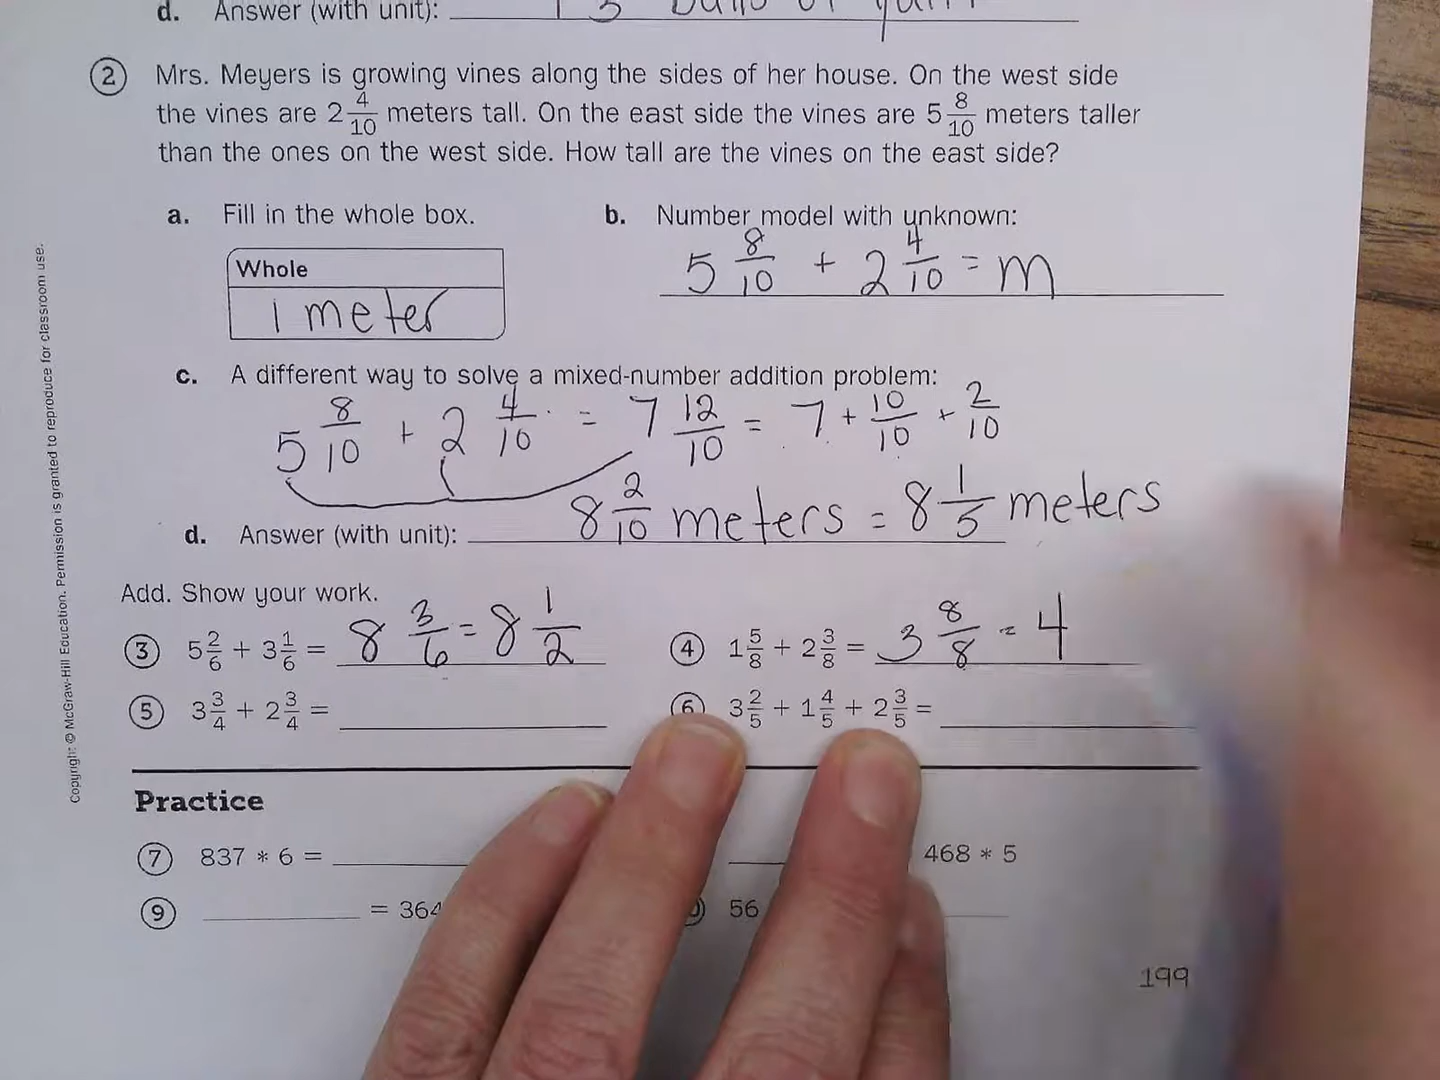 d. Answer (with unit):
2 Mrs. Meyers is growing vines along the sides of her house. On the west side
the vines are 2 4/10 meters tall. On the east side the vines are 5 8/10 meters taller
than the ones on the west side. How tall are the vines on the east side?
a. Fill in the whole box. b. Number model with unknown:
Whole
1 meter
5 8/10 + 2 4/10 = m
c. A different way to solve a mixed-number addition problem:
5 8/10 + 2 4/10 = 7 12/10 = 7 + 10/10 + 2/10
d. Answer (with unit): 8 2/10 meters = 8 1/5 meters
Add. Show your work.
3 5 2/6 + 3 1/6 = 8 3/6 = 8 1/2 4 1 5/8 + 2 3/8 = 3 8/8 = 4
5 3 3/4 + 2 3/4 = 6 3 2/5 + 1 4/5 + 2 3/5 =
Practice
7 837 * 6 = 468 * 5
9 = 364 56
199
Copyright © McGraw-Hill Education. Permission is granted to reproduce for classroom use.